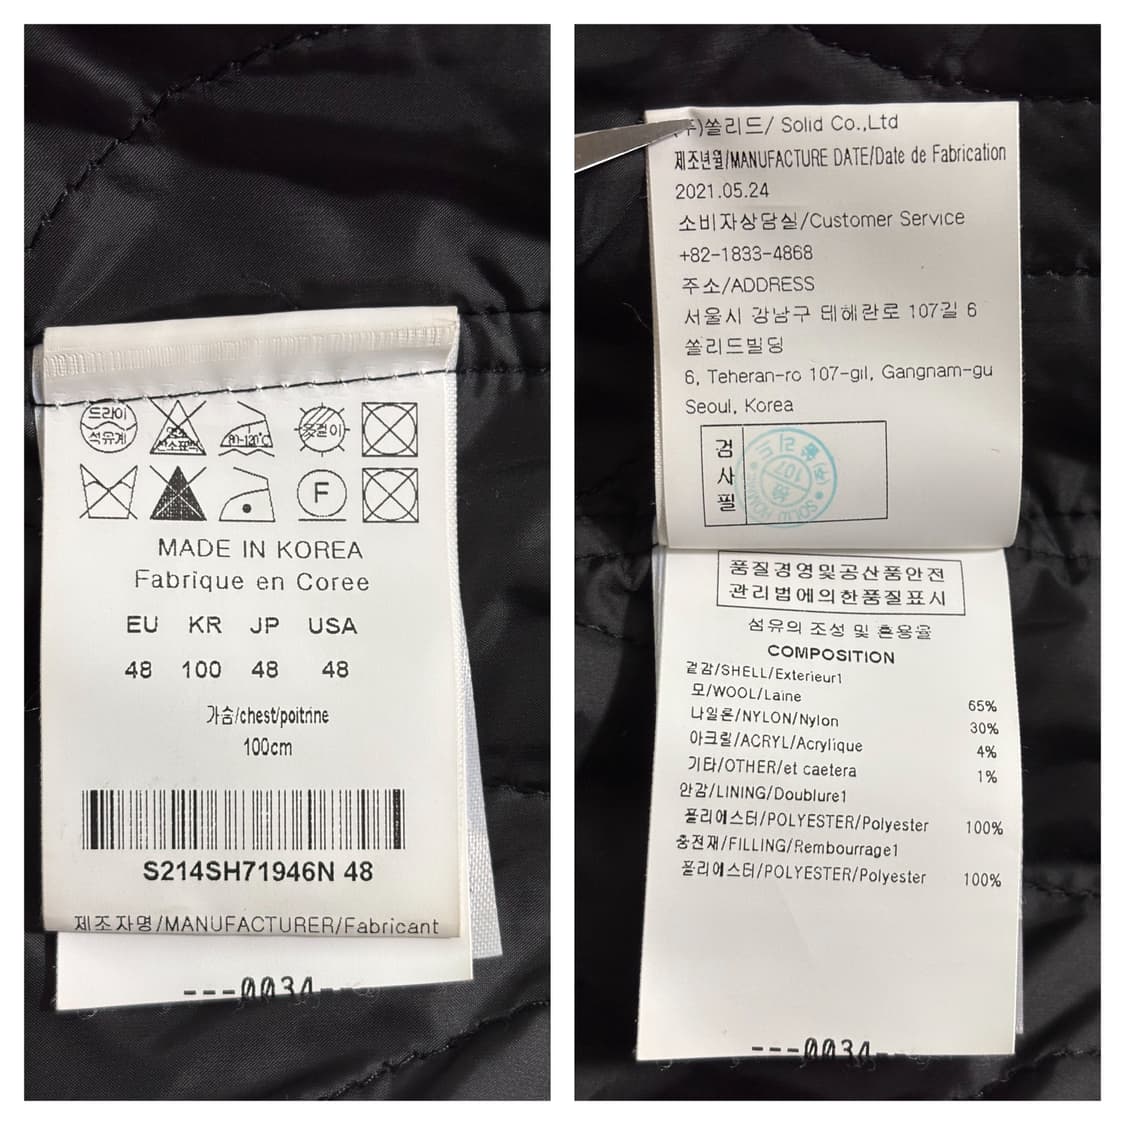 드라이
석유계
산소표백
80-120℃
F
MADE IN KOREA
Fabrique en Coree
EU KR JP USA
48 100 48 48
가슴/chest/poitrine
100cm
S214SH71946N 48
제조자명/MANUFACTURER/Fabricant
---0034--
(주)쏠리드/ Solid Co.,Ltd
제조년월/MANUFACTURE DATE/Date de Fabrication
2021.05.24
소비자상담실/Customer Service
+82-1833-4868
주소/ADDRESS
서울시 강남구 테헤란로 107길 6
쏠리드빌딩
6, Teheran-ro 107-gil, Gangnam-gu
Seoul, Korea
검
사
필
107
품질경영및공산품안전
관리법에의한품질표시
섬유의 조성 및 혼용율
COMPOSITION
겉감/SHELL/Exterieur1
모/WOOL/Laine 65%
나일론/NYLON/Nylon 30%
아크릴/ACRYL/Acrylique 4%
기타/OTHER/et caetera 1%
안감/LINING/Doublure1
폴리에스터/POLYESTER/Polyester 100%
충전재/FILLING/Rembourrage1
폴리에스터/POLYESTER/Polyester 100%
---0034--